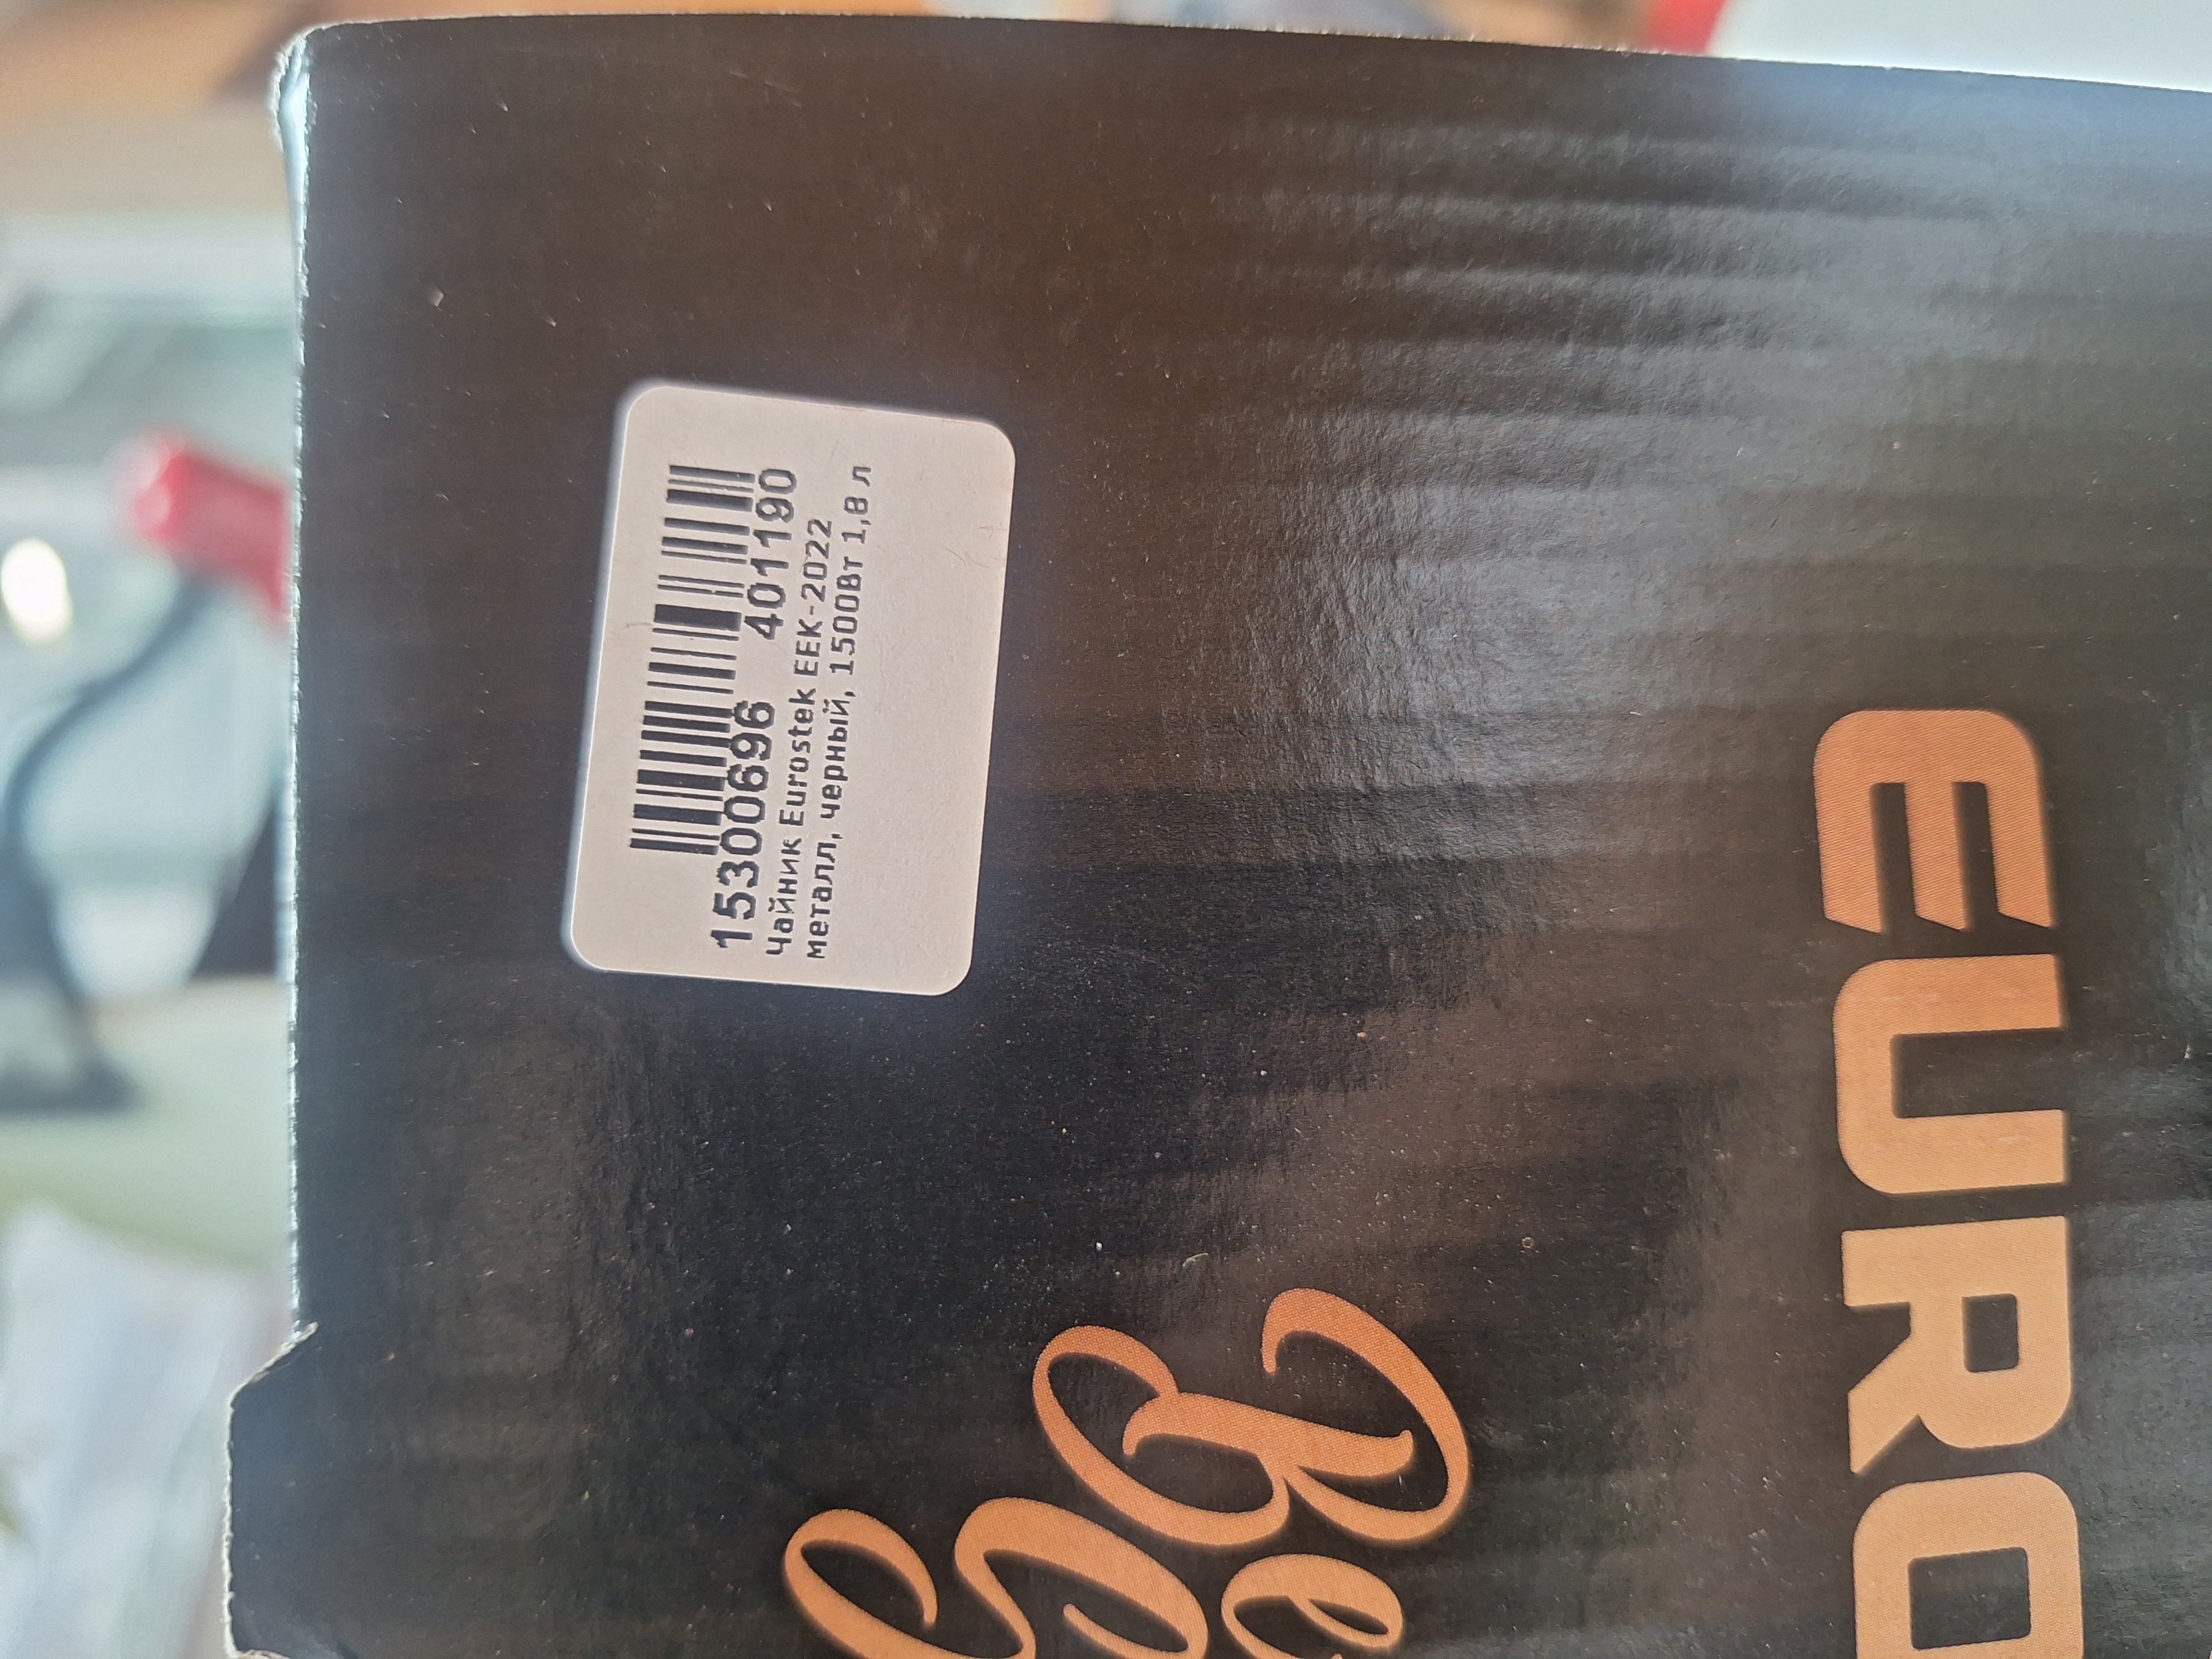 15300696 401190
Чайник Eurostek EEK-2022
металл, черный, 1500Вт 1,8 л
EURO